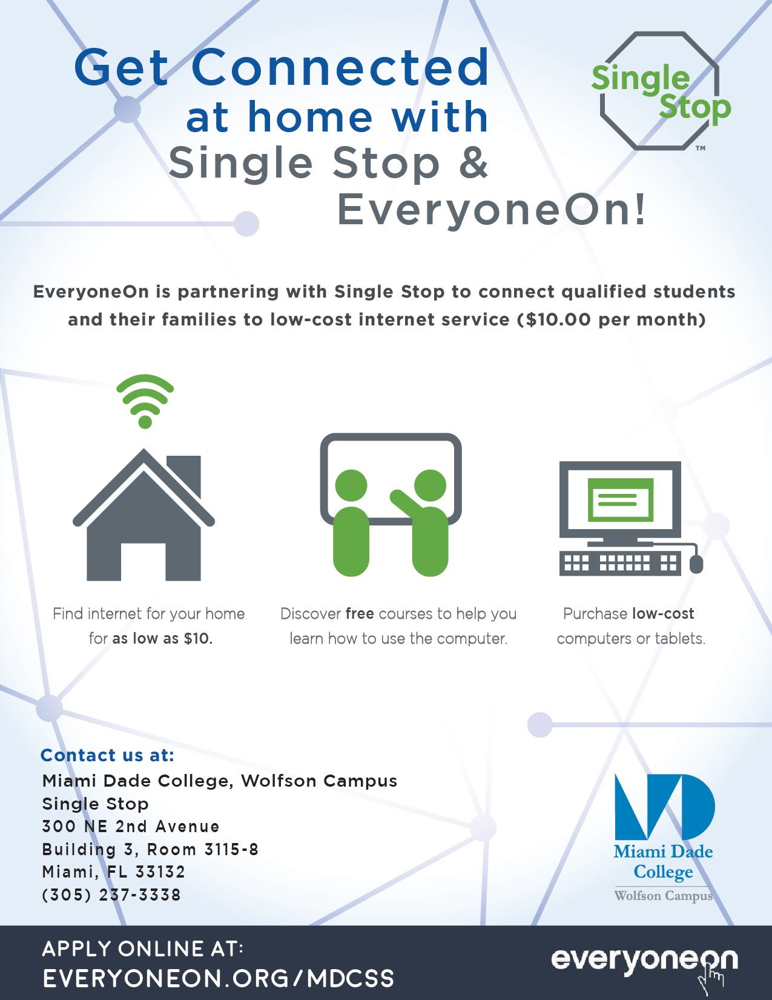 Get Connected
at home with
Single Stop &
EveryoneOn!
Single
Stop
™
EveryoneOn is partnering with Single Stop to connect qualified students
and their families to low-cost internet service ($10.00 per month)
Find internet for your home
for as low as $10.
Discover free courses to help you
learn how to use the computer.
Purchase low-cost
computers or tablets.
Contact us at:
Miami Dade College, Wolfson Campus
Single Stop
300 NE 2nd Avenue
Building 3, Room 3115-8
Miami, FL 33132
(305) 237-3338
MD
Miami Dade
College
Wolfson Campus
APPLY ONLINE AT:
EVERYONEON.ORG/MDCSS
everyoneon